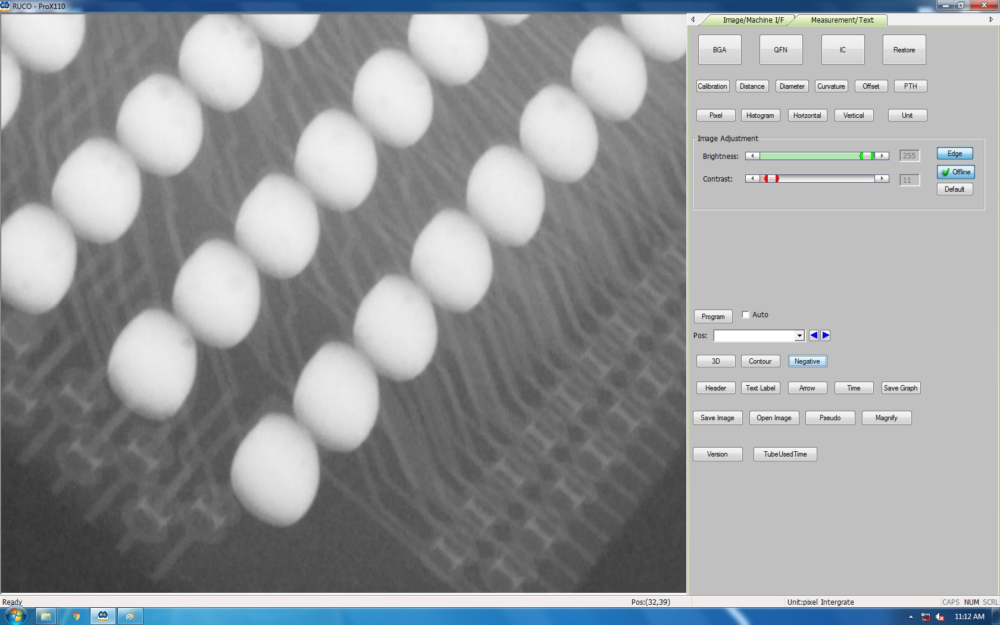 RUCO - ProX110
Image/Machine I/F
Measurement/Text
BGA
QFN
IC
Restore
Calibration
Distance
Diameter
Curvature
Offset
PTH
Pixel
Histogram
Horizontal
Vertical
Unit
Image Adjustment
Brightness:
255
Edge
Contrast:
11
Offline
Default
Program
Auto
Pos:
3D
Contour
Negative
Header
Text Label
Arrow
Time
Save Graph
Save Image
Open Image
Pseudo
Magnify
Version
TubeUsedTime
Ready
Pos:(32,39)
Unit:pixel
Intergrate
CAPS
NUM
SCRL
11:12 AM